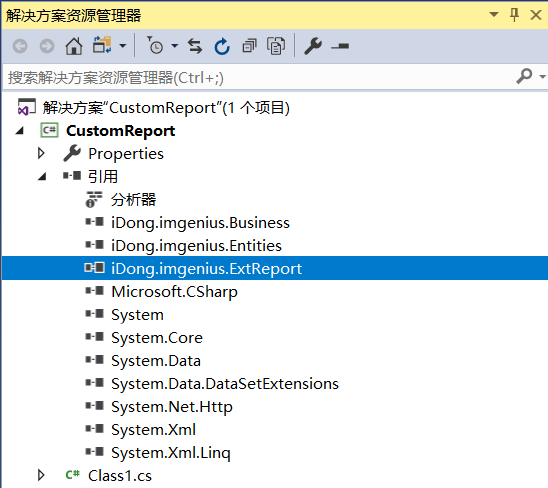 解决方案资源管理器
搜索解决方案资源管理器(Ctrl+;)
解决方案"CustomReport"(1 个项目)
C# CustomReport
Properties
引用
分析器
iDong.imgenius.Business
iDong.imgenius.Entities
iDong.imgenius.ExtReport
Microsoft.CSharp
System
System.Core
System.Data
System.Data.DataSetExtensions
System.Net.Http
System.Xml
System.Xml.Linq
C# Class1.cs